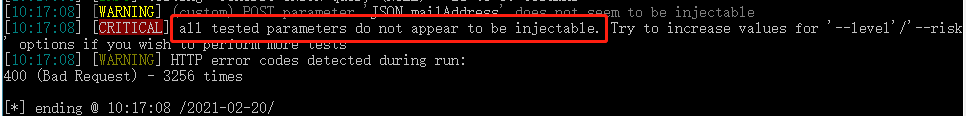 [10:17:08] [WARNING] (custom) POST parameter 'JSON mailAddress' does not seem to be injectable
[10:17:08] [CRITICAL] all tested parameters do not appear to be injectable. Try to increase values for '--level'/'--risk
' options if you wish to perform more tests
[10:17:08] [WARNING] HTTP error codes detected during run:
400 (Bad Request) - 3256 times
[*] ending @ 10:17:08 /2021-02-20/